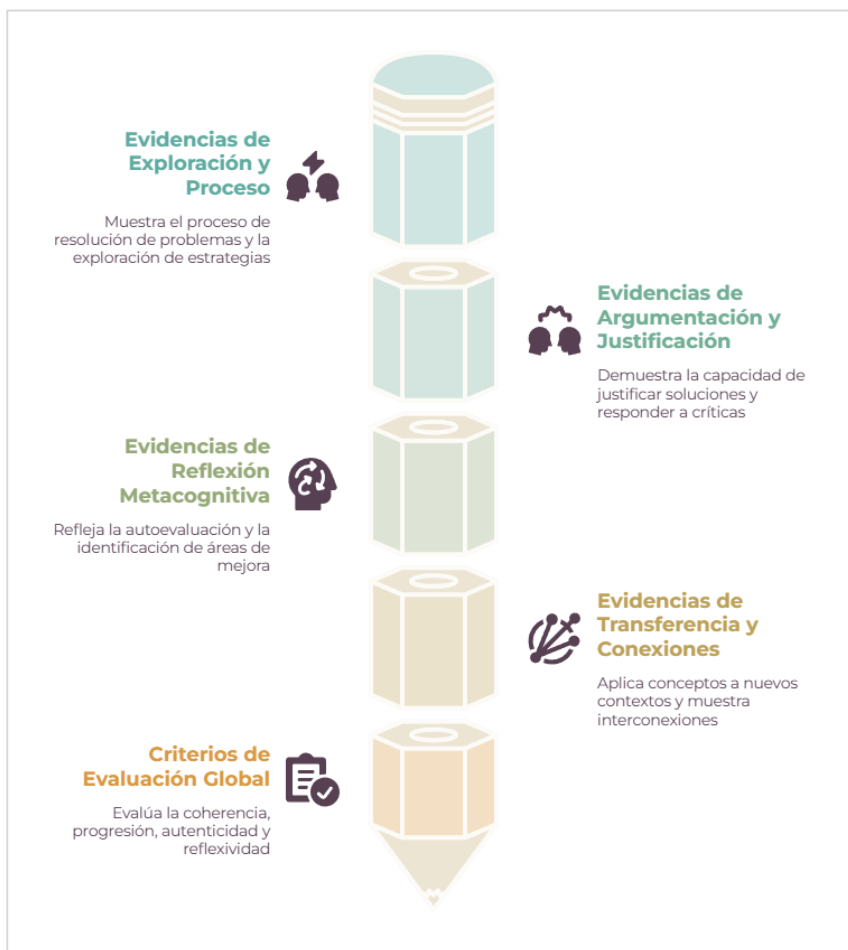 Evidencias de
Exploración y
Proceso
Muestra el proceso de
resolución de problemas y la
exploración de estrategias
Evidencias de
Argumentación y
Justificación
Demuestra la capacidad de
justificar soluciones y
responder a críticas
Evidencias de
Reflexión
Metacognitiva
Refleja la autoevaluación y la
identificación de áreas de
mejora
Evidencias de
Transferencia y
Conexiones
Aplica conceptos a nuevos
contextos y muestra
interconexiones
Criterios de
Evaluación Global
Evalúa la coherencia,
progresión, autenticidad y
reflexividad